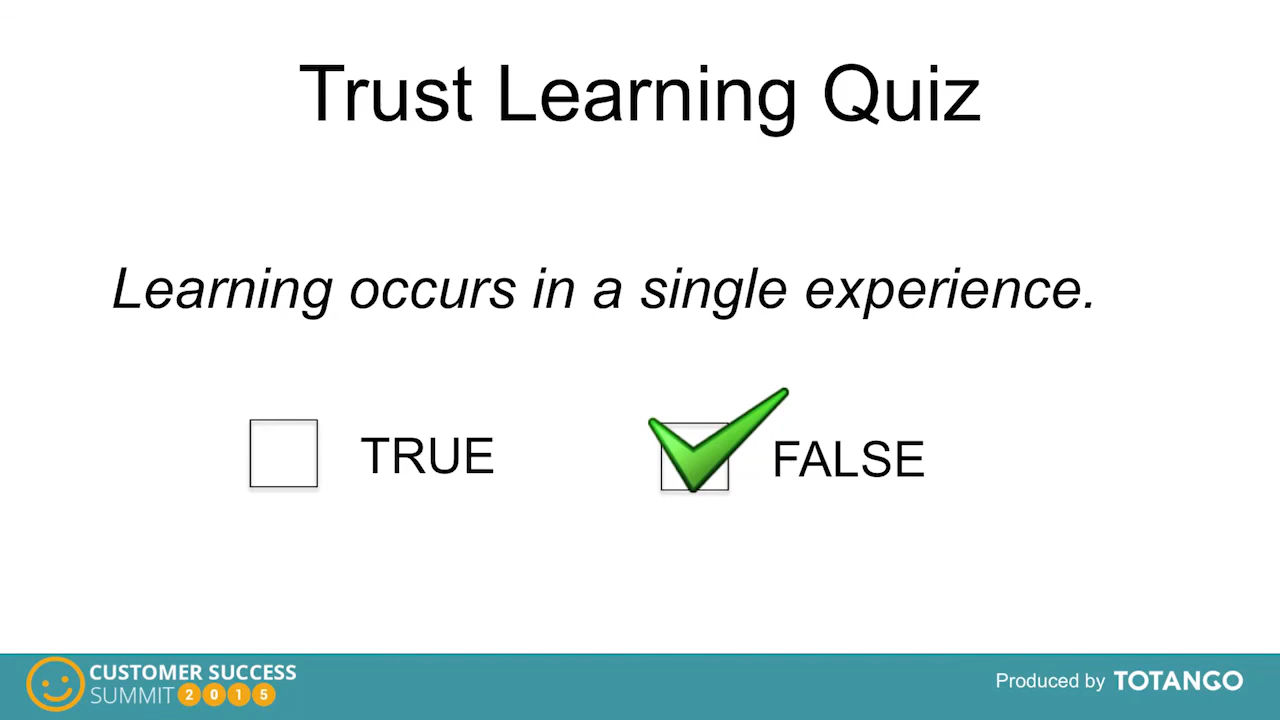 Trust Learning Quiz
Learning occurs in a single experience.
TRUE
FALSE
CUSTOMER SUCCESS
SUMMIT 2015
Produced by TOTANGO